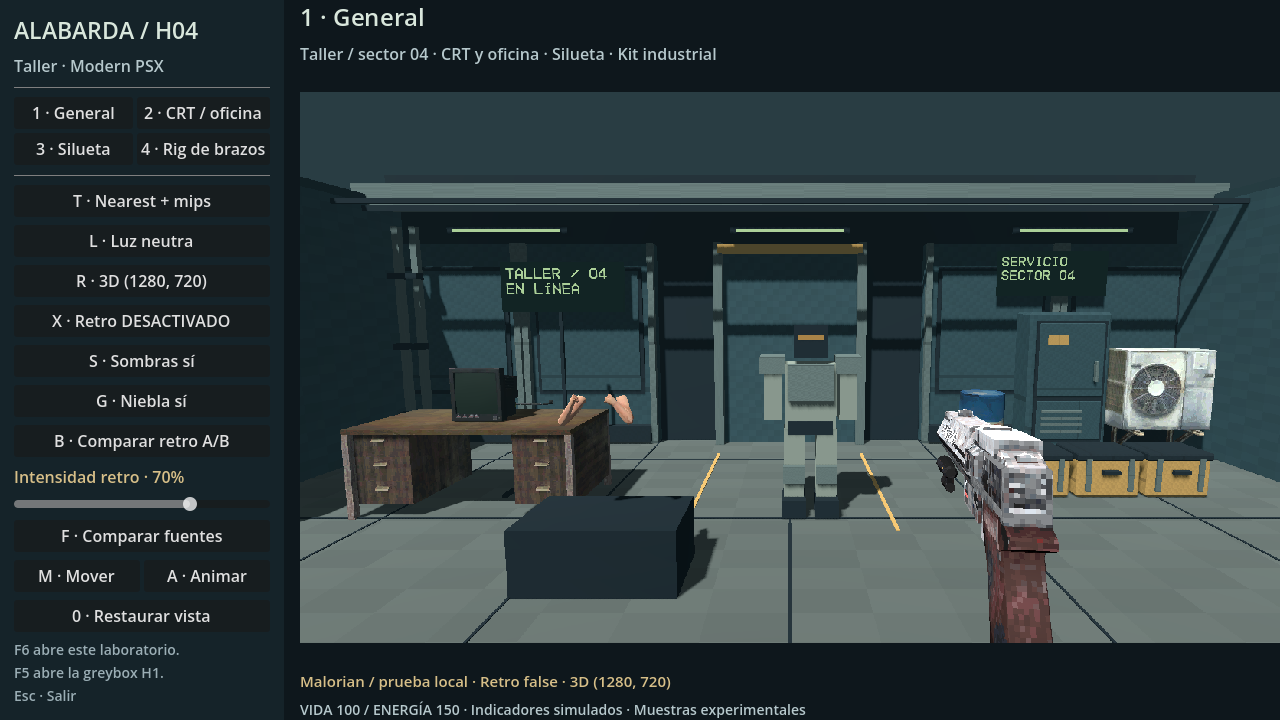 ALABARDA / H04
Taller · Modern PSX
1 · General
2 · CRT / oficina
3 · Silueta
4 · Rig de brazos
T · Nearest + mips
L · Luz neutra
R · 3D (1280, 720)
X · Retro DESACTIVADO
S · Sombras sí
G · Niebla sí
B · Comparar retro A/B
Intensidad retro · 70%
F · Comparar fuentes
M · Mover
A · Animar
0 · Restaurar vista
F6 abre este laboratorio.
F5 abre la greybox H1.
Esc · Salir
1 · General
Taller / sector 04 · CRT y oficina · Silueta · Kit industrial
TALLER / 04
EN LÍNEA
SERVICIO
SECTOR 04
Malorian / prueba local · Retro false · 3D (1280, 720)
VIDA 100 / ENERGÍA 150 · Indicadores simulados · Muestras experimentales